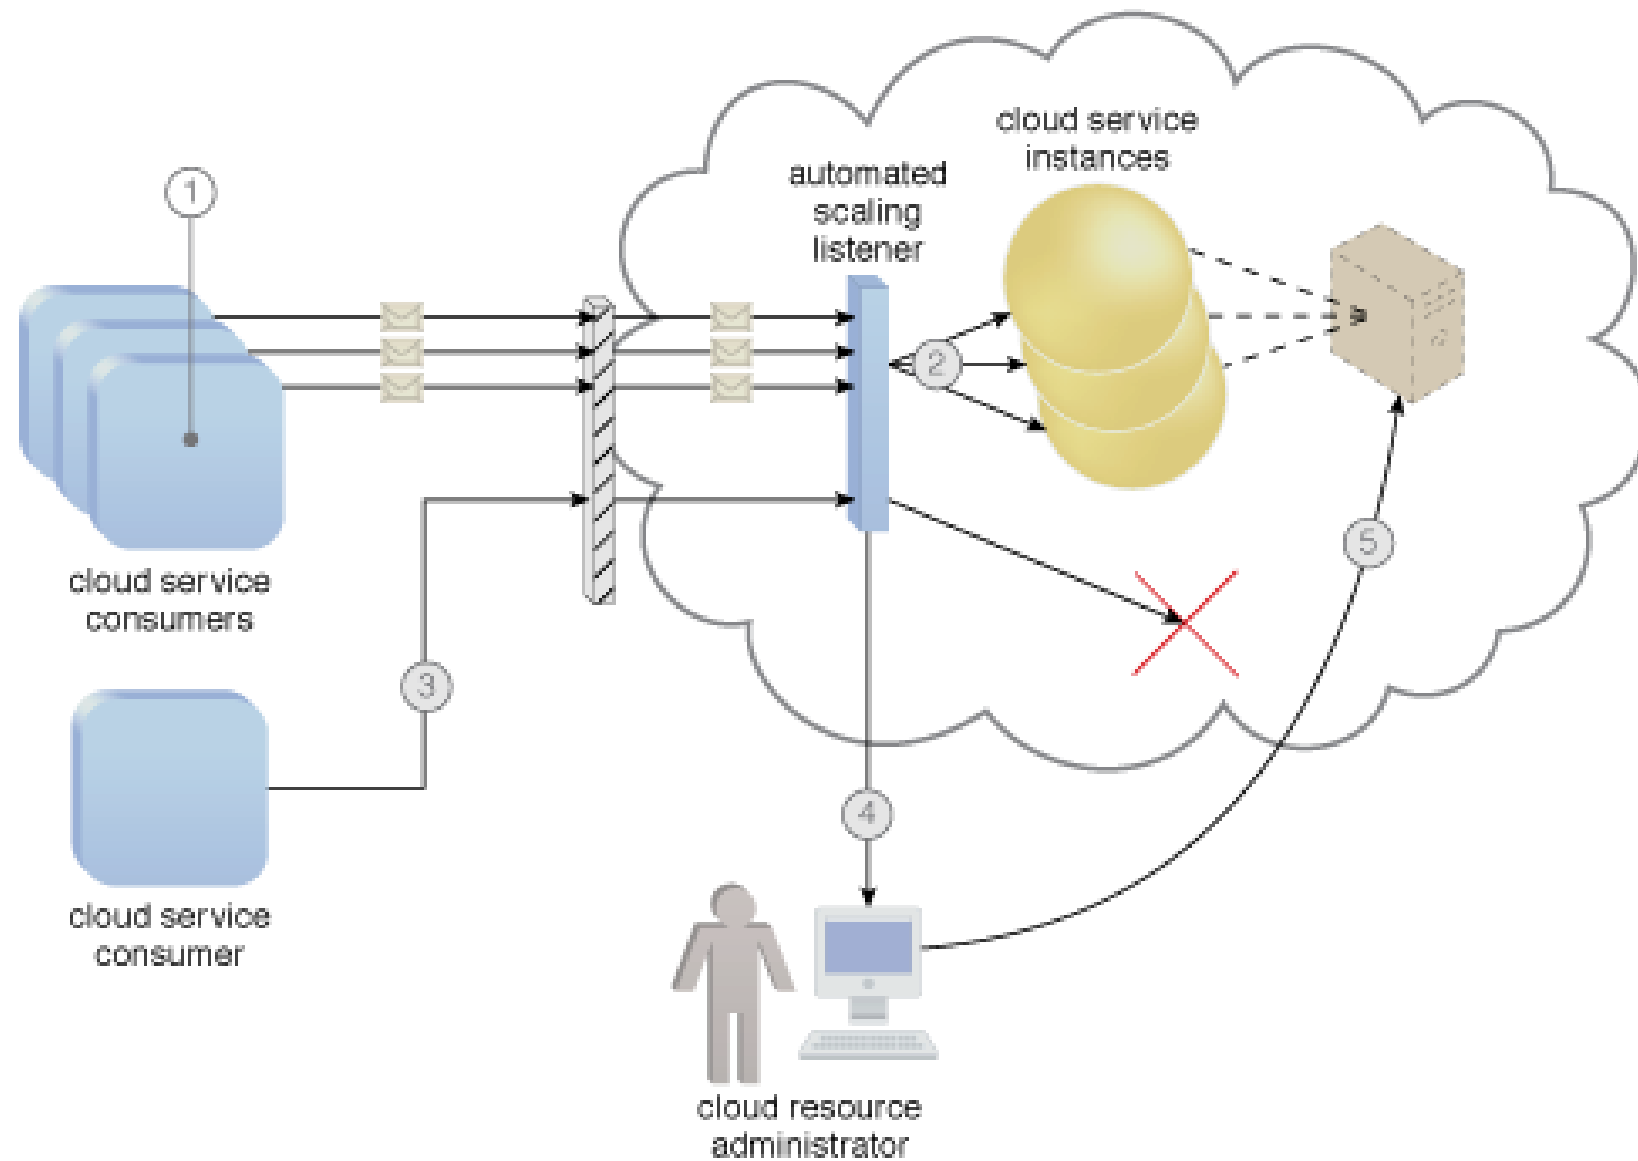 cloud service
instances
automated
scaling
listener
1
2
cloud service
consumers
5
3
4
cloud service
consumer
cloud resource
administrator